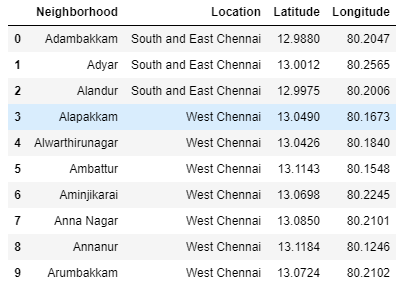 Neighborhood Location Latitude Longitude
0 Adambakkam South and East Chennai 12.9880 80.2047
1 Adyar South and East Chennai 13.0012 80.2565
2 Alandur South and East Chennai 12.9975 80.2006
3 Alapakkam West Chennai 13.0490 80.1673
4 Alwarthirunagar West Chennai 13.0426 80.1840
5 Ambattur West Chennai 13.1143 80.1548
6 Aminjikarai West Chennai 13.0698 80.2245
7 Anna Nagar West Chennai 13.0850 80.2101
8 Annanur West Chennai 13.1184 80.1246
9 Arumbakkam West Chennai 13.0724 80.2102